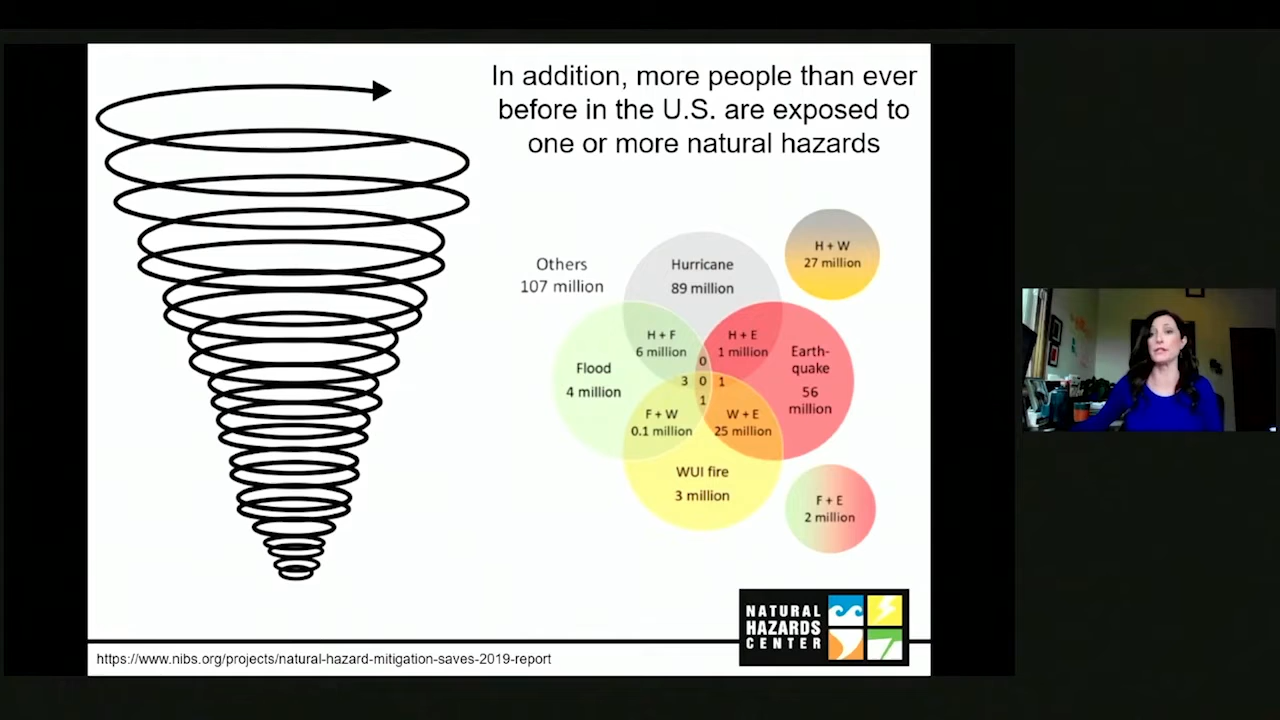 In addition, more people than ever
before in the U.S. are exposed to
one or more natural hazards
H + W
27 million
Others
107 million
Hurricane
89 million
H + F
6 million
H + E
1 million
0
Flood
4 million
Earth-
quake
56
million
3
0
1
1
F + W
0.1 million
W + E
25 million
WUI fire
3 million
F + E
2 million
NATURAL
HAZARDS
CENTER
https://www.nibs.org/projects/natural-hazard-mitigation-saves-2019-report